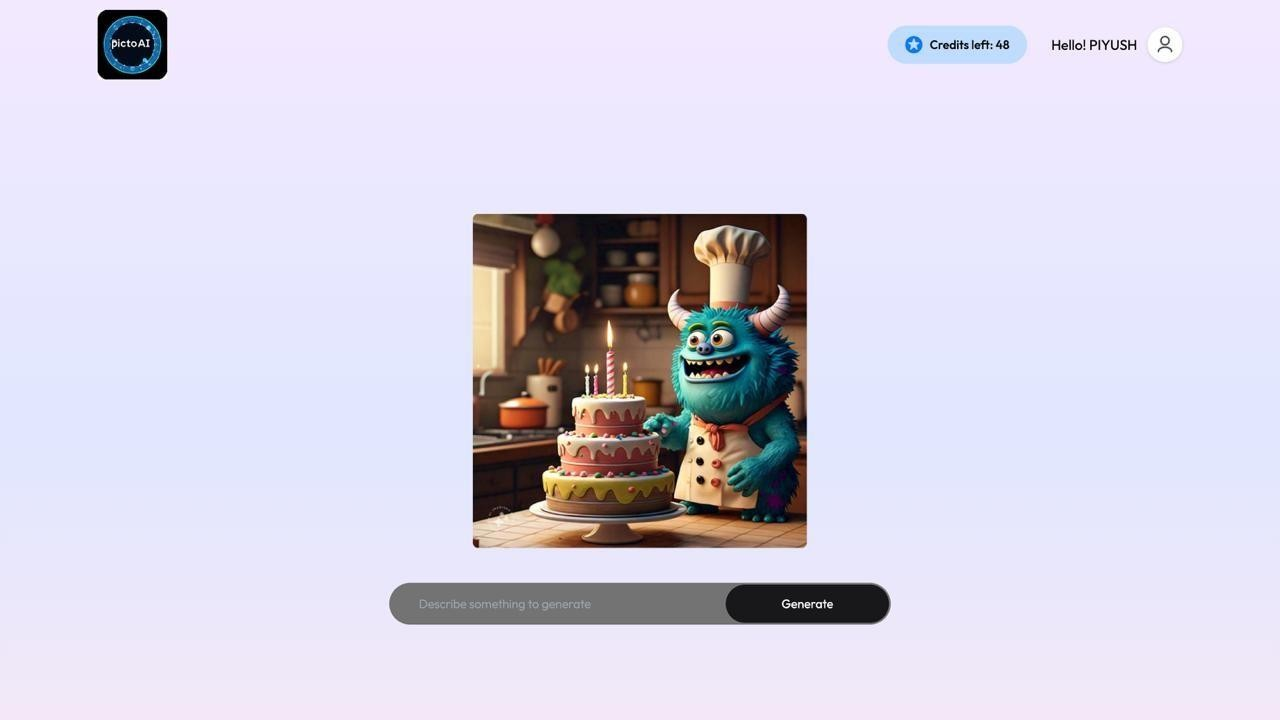 pictoAI
Credits left: 48
Hello! PIYUSH
Describe something to generate
Generate